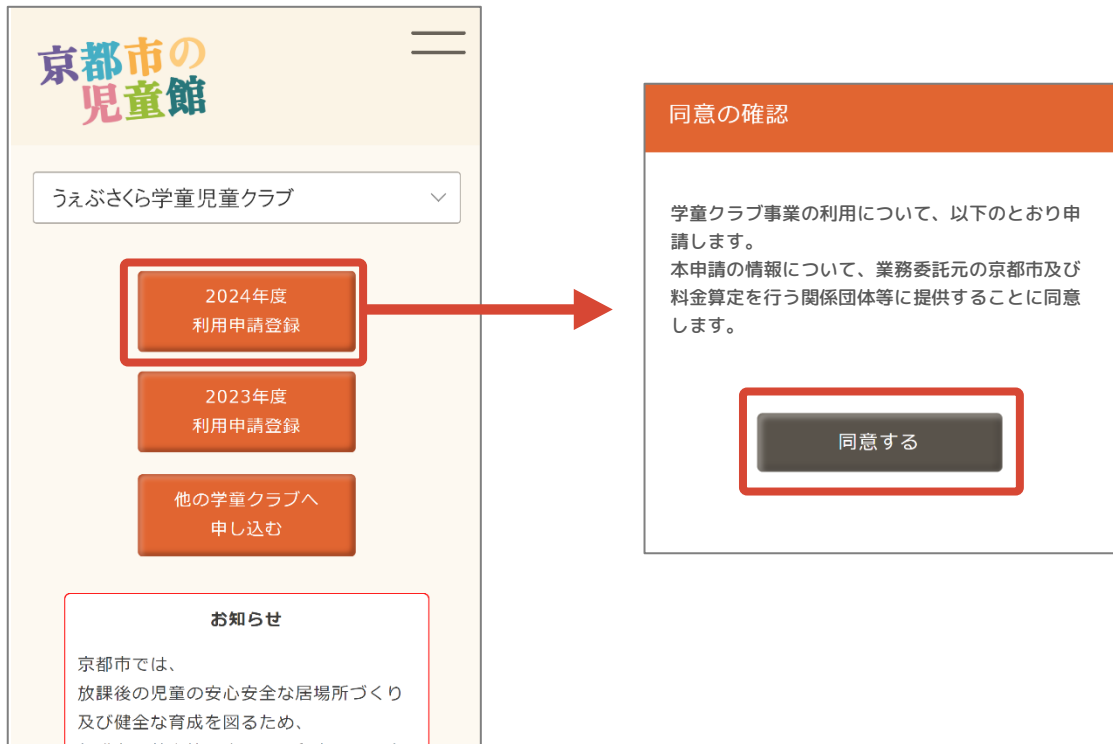 京都市の
児童館
うぇぶさくら学童児童クラブ
2024年度
利用申請登録
2023年度
利用申請登録
他の学童クラブへ
申し込む
お知らせ
京都市では、
放課後の児童の安心安全な居場所づくり
及び健全な育成を図るため、
同意の確認
学童クラブ事業の利用について、以下のとおり申
請します。
本申請の情報について、業務委託元の京都市及び
料金算定を行う関係団体等に提供することに同意
します。
同意する